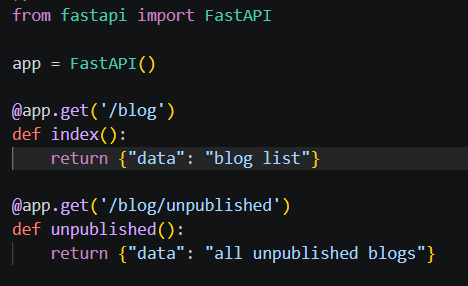 from fastapi import FastAPI
app = FastAPI()
@app.get('/blog')
def index():
    return {"data": "blog list"}
@app.get('/blog/unpublished')
def unpublished():
    return {"data": "all unpublished blogs"}